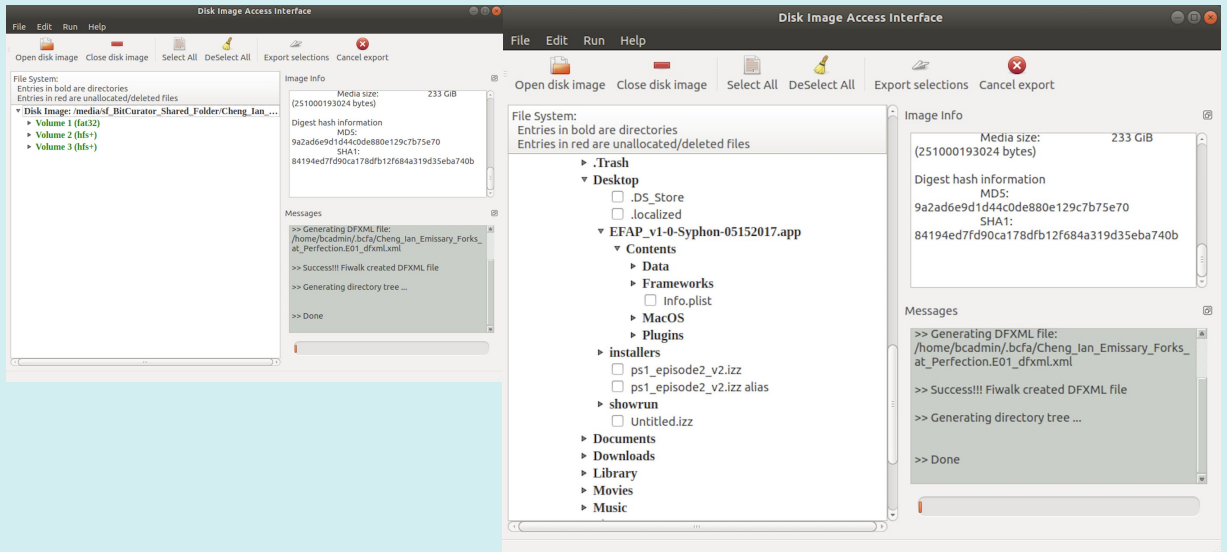 Disk Image Access Interface
File Edit Run Help
Open disk image Close disk image Select All DeSelect All Export selections Cancel export
File System:
Entries in bold are directories
Entries in red are unallocated/deleted files
Disk Image: /media/sf_BitCurator_Shared_Folder/Cheng_Ian_...
Volume 1 (fat32)
Volume 2 (hfs+)
Volume 3 (hfs+)
Image Info
Media size: 233 GiB
(251000193024 bytes)
Digest hash information
MD5:
9a2ad6e9d1d44c0de880e129c7b75e70
SHA1:
84194ed7fd90ca178dfb12f684a319d35eba740b
Messages
>> Generating DFXML file:
/home/bcadmin/.bcfa/Cheng_Ian_Emissary_Forks_
at_Perfection.E01_dfxml.xml
>> Success!!! Fiwalk created DFXML file
>> Generating directory tree ...
>> Done
Disk Image Access Interface
File Edit Run Help
Open disk image Close disk image Select All DeSelect All Export selections Cancel export
File System:
Entries in bold are directories
Entries in red are unallocated/deleted files
.Trash
Desktop
.DS_Store
.localized
EFAP_v1-0-Syphon-05152017.app
Contents
Data
Frameworks
Info.plist
MacOS
Plugins
installers
ps1_episode2_v2.izz
ps1_episode2_v2.izz alias
showrun
Untitled.izz
Documents
Downloads
Library
Movies
Music
Image Info
Media size: 233 GiB
(251000193024 bytes)
Digest hash information
MD5:
9a2ad6e9d1d44c0de880e129c7b75e70
SHA1:
84194ed7fd90ca178dfb12f684a319d35eba740b
Messages
>> Generating DFXML file:
/home/bcadmin/.bcfa/Cheng_Ian_Emissary_Forks_
at_Perfection.E01_dfxml.xml
>> Success!!! Fiwalk created DFXML file
>> Generating directory tree ...
>> Done